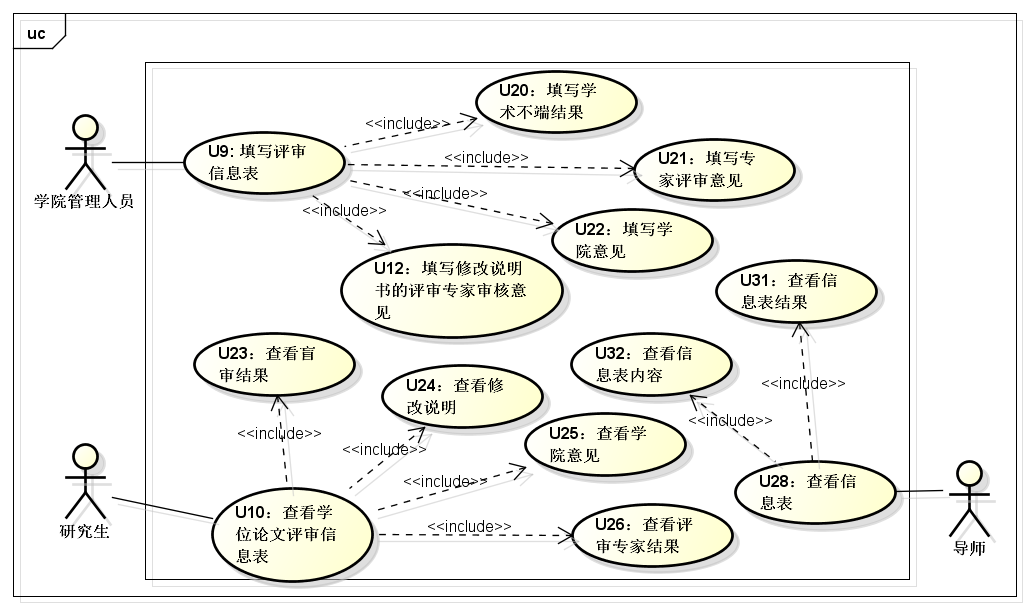 uc
U20：填写学
术不端结果
<<include>>
U9: 填写评审
信息表
<<include>>
U21：填写专
家评审意见
学院管理人员
<<include>>
<<include>>
U22：填写学
院意见
U12：填写修改说明
书的评审专家审核意
见
U31：查看信
息表结果
U23：查看盲
审结果
U24：查看修
改说明
U32：查看信
息表内容
<<include>>
<<include>>
<<include>>
<<include>>
U25：查看学
院意见
<<include>>
U28：查看信
息表
U10：查看学
位论文评审信
息表
<<include>>
U26：查看评
审专家结果
研究生
导师